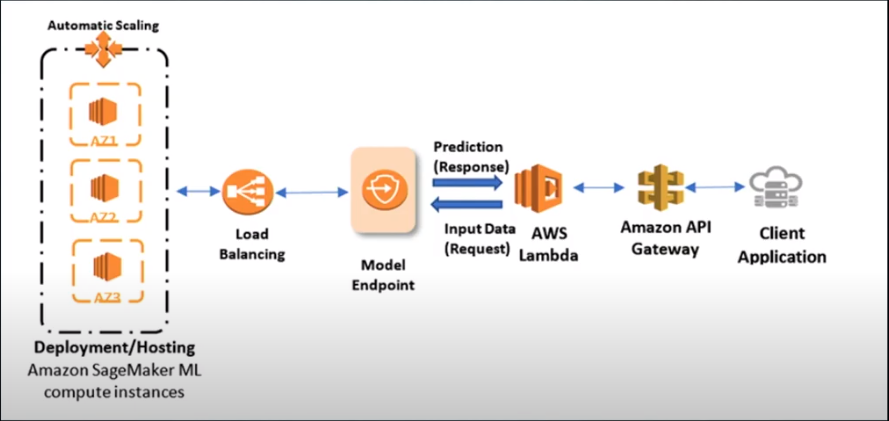 Automatic Scaling
AZ1
AZ2
AZ3
Deployment/Hosting
Amazon SageMaker ML
compute instances
Load
Balancing
Model
Endpoint
Prediction
(Response)
Input Data
(Request)
AWS
Lambda
Amazon API
Gateway
Client
Application